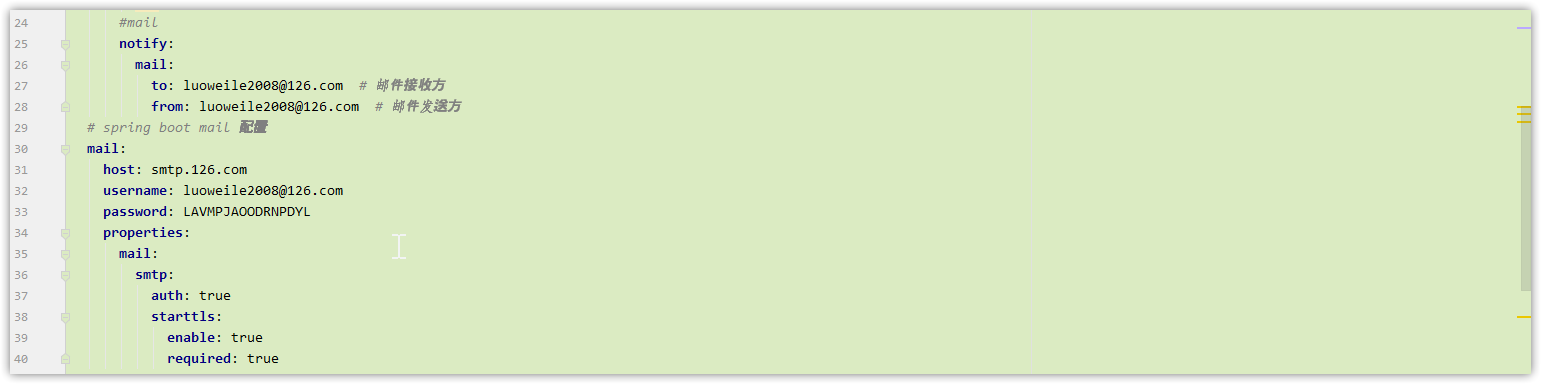 24 #mail
25 notify:
26 mail:
27 to: luoweile2008@126.com # 邮件接收方
28 from: luoweile2008@126.com # 邮件发送方
29 # spring boot mail 配置
30 mail:
31 host: smtp.126.com
32 username: luoweile2008@126.com
33 password: LAVMPJAOODRNPDYL
34 properties:
35 mail:
36 smtp:
37 auth: true
38 starttls:
39 enable: true
40 required: true